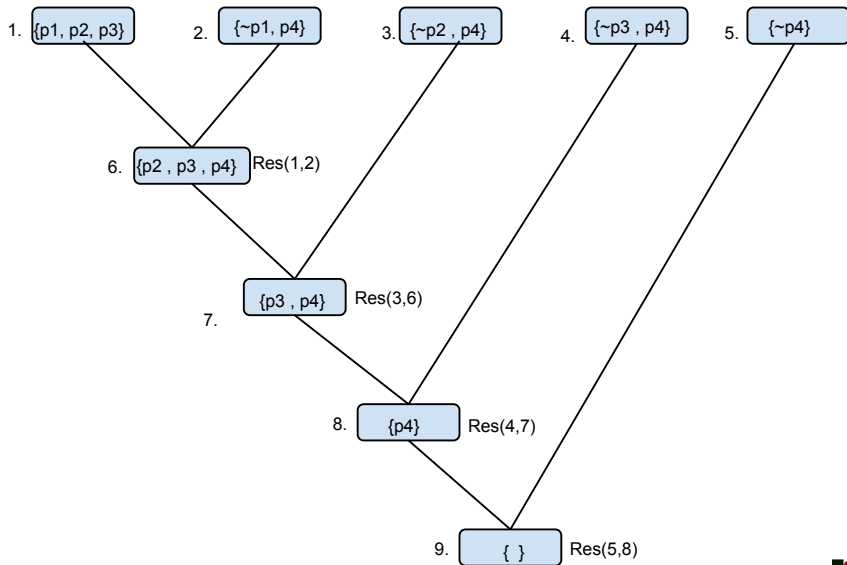 1. {p1, p2, p3} 2. {~p1, p4} 3. {~p2 , p4} 4. {~p3 , p4} 5. {~p4}
6. {p2 , p3 , p4} Res(1,2)
7. {p3 , p4} Res(3,6)
8. {p4} Res(4,7)
9. { } Res(5,8)